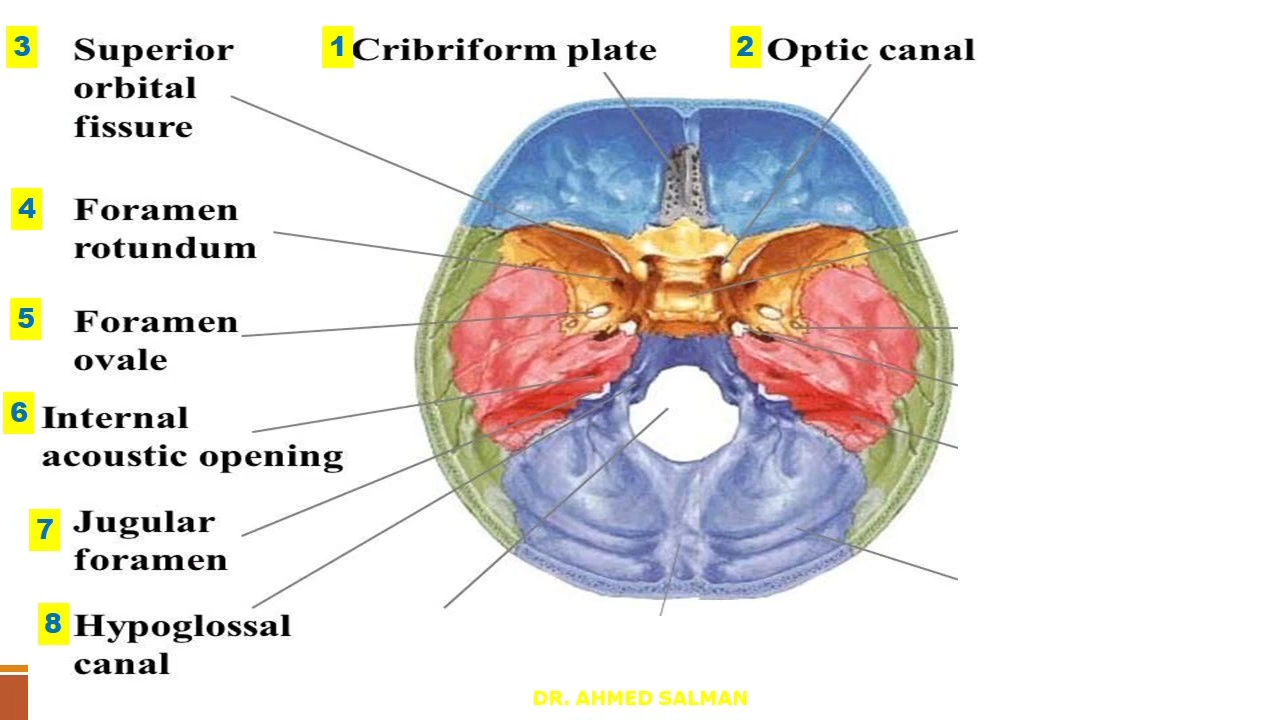 3 Superior
orbital
fissure
1 Cribriform plate
2 Optic canal
4 Foramen
rotundum
5 Foramen
ovale
6 Internal
acoustic opening
7 Jugular
foramen
8 Hypoglossal
canal
DR. AHMED SALMAN